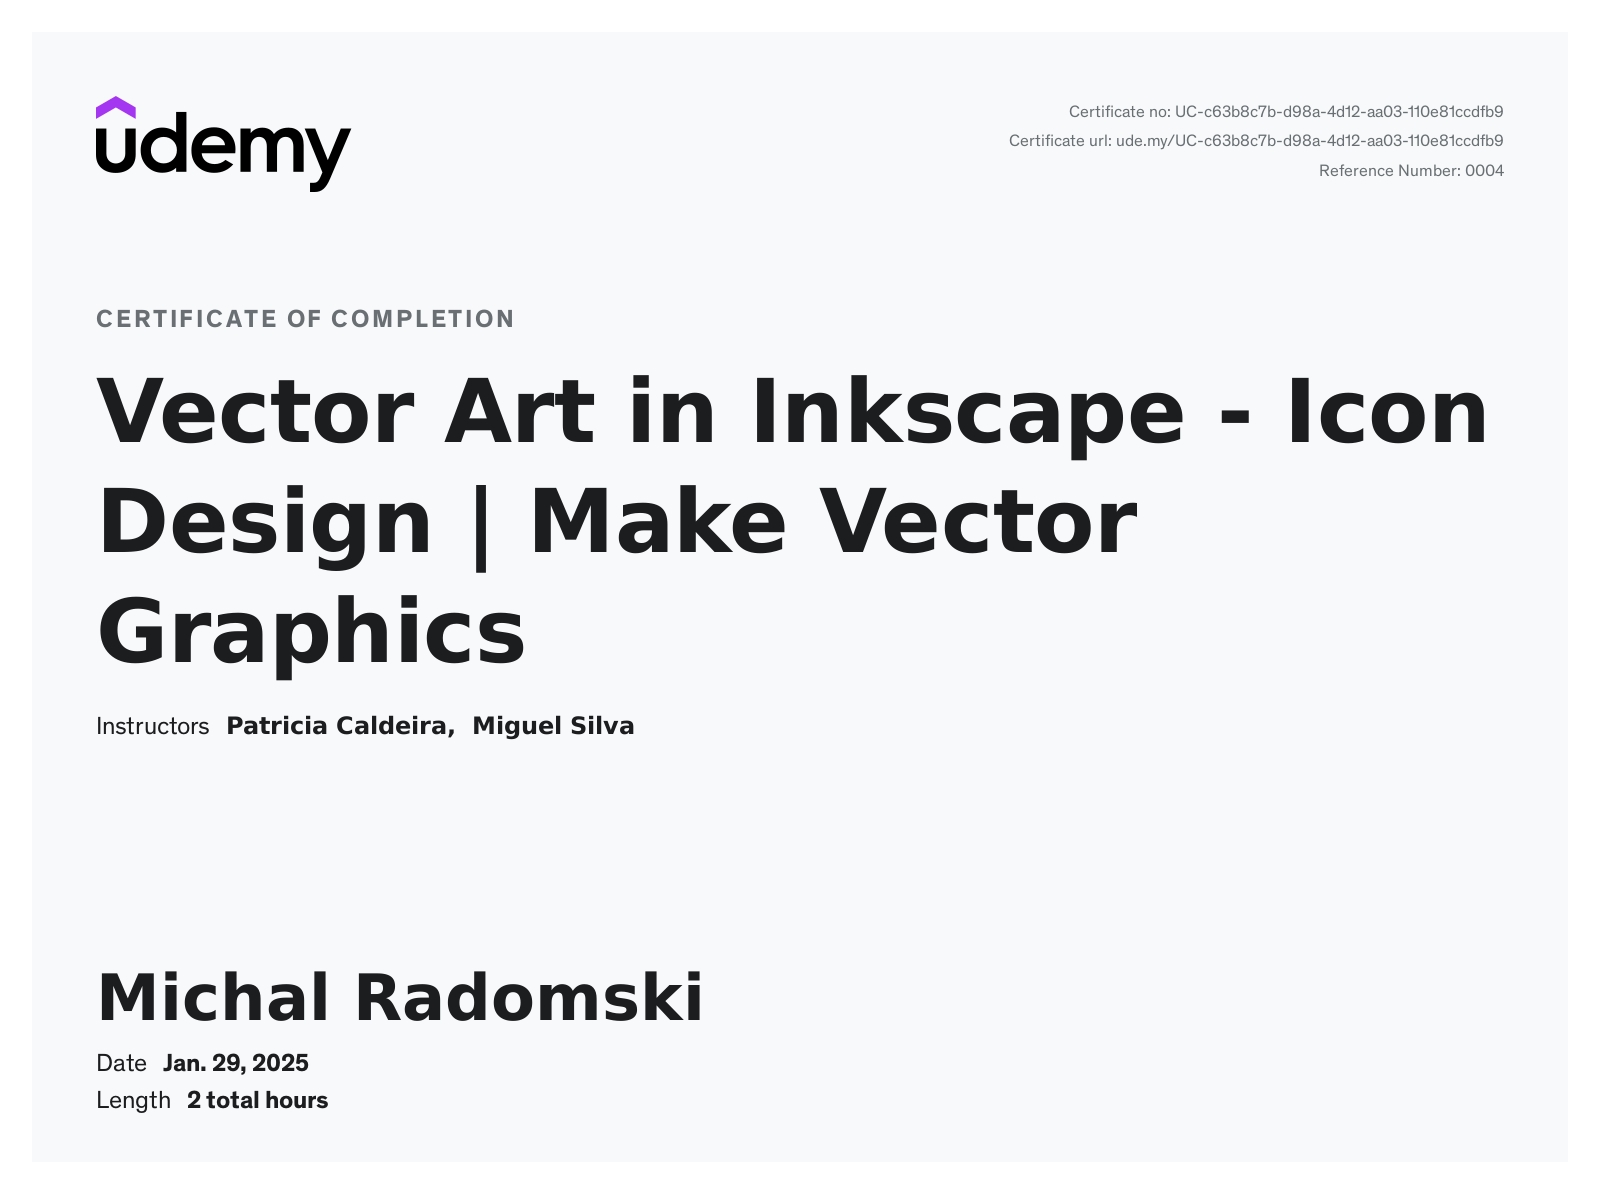 udemy
Certificate no: UC-c63b8c7b-d98a-4d12-aa03-110e81ccdfb9
Certificate url: ude.my/UC-c63b8c7b-d98a-4d12-aa03-110e81ccdfb9
Reference Number: 0004
CERTIFICATE OF COMPLETION
Vector Art in Inkscape - Icon
Design | Make Vector
Graphics
Instructors Patricia Caldeira, Miguel Silva
Michal Radomski
Date Jan. 29, 2025
Length 2 total hours